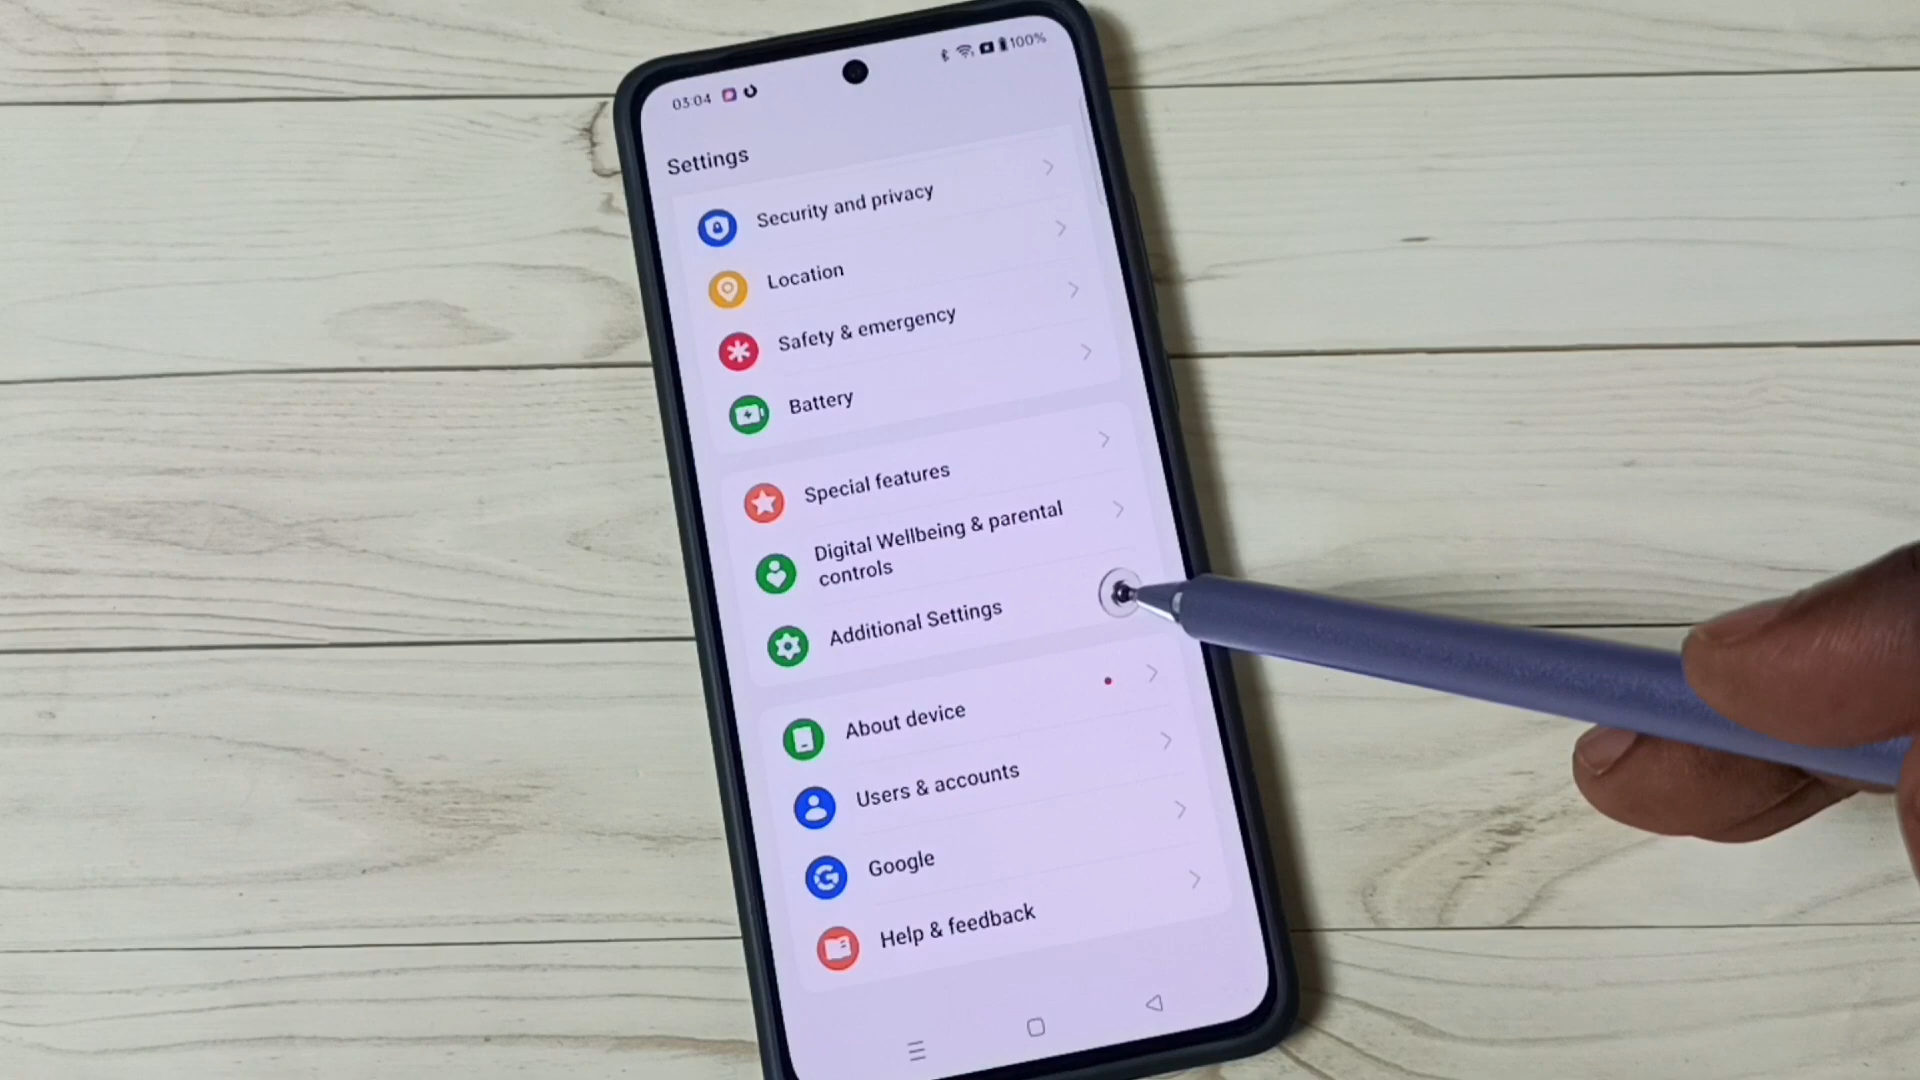 03:04
100%
Settings
Security and privacy
Location
Safety & emergency
Battery
Special features
Digital Wellbeing & parental
controls
Additional Settings
About device
Users & accounts
Google
Help & feedback